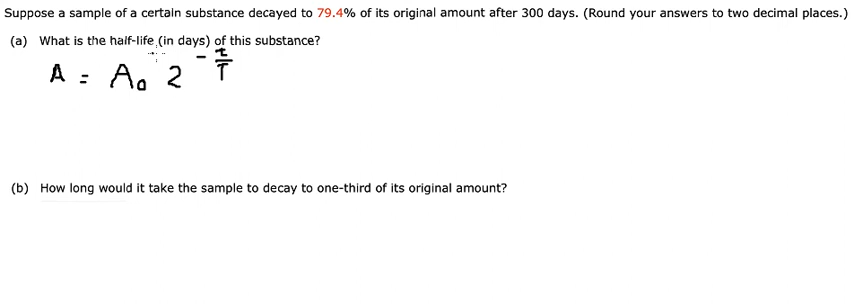 Suppose a sample of a certain substance decayed to 79.4% of its original amount after 300 days. (Round your answers to two decimal places.)
(a) What is the half-life (in days) of this substance?
A = A₀ 2^(-t/T)
(b) How long would it take the sample to decay to one-third of its original amount?